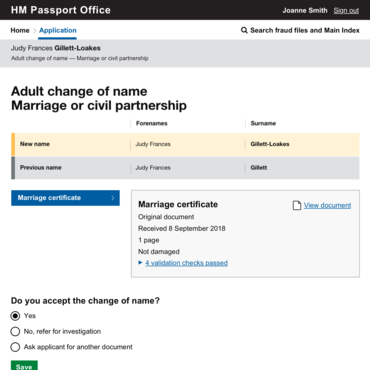 HM Passport Office
Joanne Smith Sign out
Home Application
Search fraud files and Main Index
Judy Frances Gillett-Loakes
Adult change of name — Marriage or civil partnership
Adult change of name
Marriage or civil partnership
Forenames Surname
New name Judy Frances Gillett-Loakes
Previous name Judy Frances Gillett
Marriage certificate
Marriage certificate
View document
Original document
Received 8 September 2018
1 page
Not damaged
4 validation checks passed
Do you accept the change of name?
Yes
No, refer for investigation
Ask applicant for another document
Save